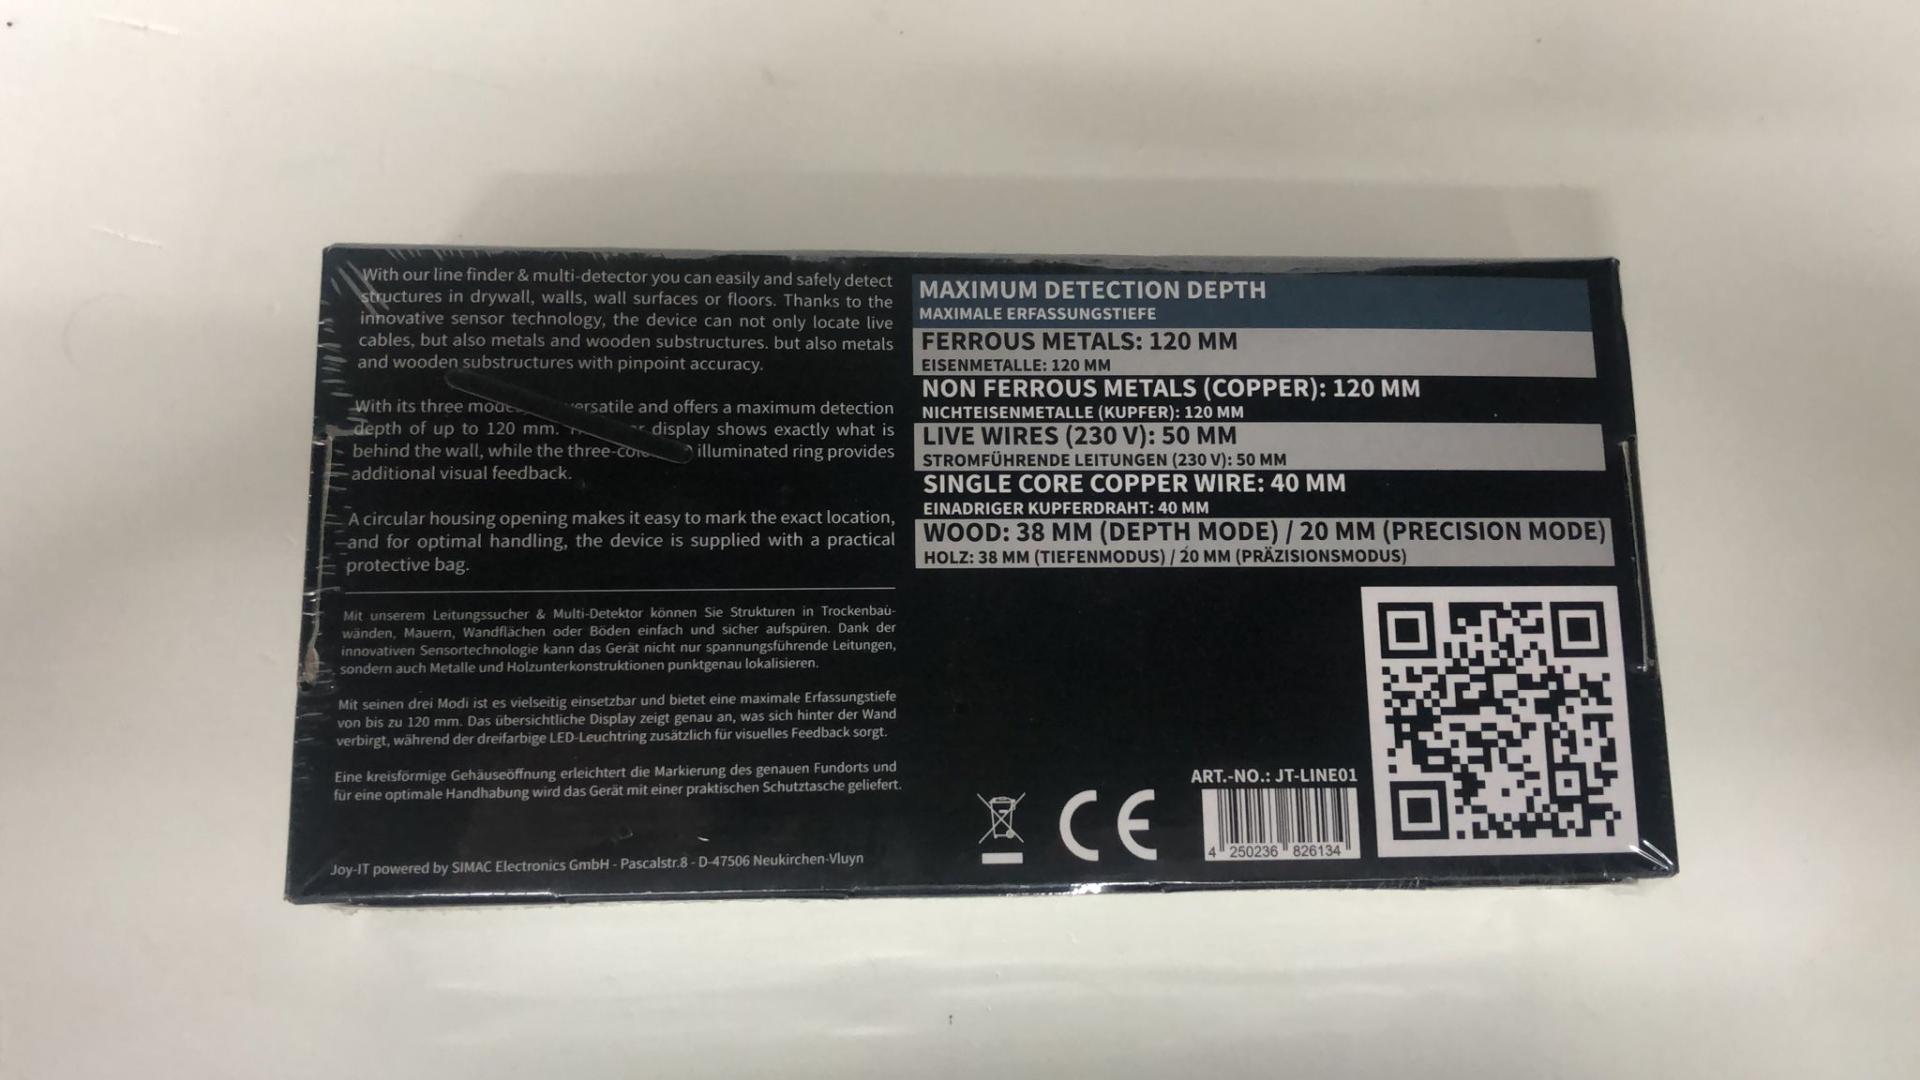 With our line finder & multi-detector you can easily and safely detect
structures in drywall, walls, wall surfaces or floors. Thanks to the
innovative sensor technology, the device can not only locate live
cables, but also metals and wooden substructures. but also metals
and wooden substructures with pinpoint accuracy.
With its three versatile and offers a maximum detection
depth of up to 120 mm. display shows exactly what is
behind the wall, while the illuminated ring provides
additional visual feedback.
A circular housing opening makes it easy to mark the exact location,
and for optimal handling, the device is supplied with a practical
protective bag.
Mit unserem Leitungssucher & Multi-Detektor können Sie Strukturen in Trockenbau-
wänden, Mauern, Wandflächen oder Böden einfach und sicher aufspüren. Dank der
innovativen Sensortechnologie kann das Gerät nicht nur spannungsführende Leitungen,
sondern auch Metalle und Holzunterkonstruktionen punktgenau lokalisieren.
Mit seinen drei Modi ist es vielseitig einsetzbar und bietet eine maximale Erfassungstiefe
von bis zu 120 mm. Das übersichtliche Display zeigt genau an, was sich hinter der Wand
verbirgt, während der dreifarbige LED-Leuchtring zusätzlich für visuelles Feedback sorgt.
Eine kreisförmige Gehäuseöffnung erleichtert die Markierung des genauen Fundorts und
für eine optimale Handhabung wird das Gerät mit einer praktischen Schutztasche geliefert.
Joy-IT powered by SIMAC Electronics GmbH - Pascalstr.8 - D-47506 Neukirchen-Vluyn
MAXIMUM DETECTION DEPTH
MAXIMALE ERFASSUNGSTIEFE
FERROUS METALS: 120 MM
EISENMETALLE: 120 MM
NON FERROUS METALS (COPPER): 120 MM
NICHTEISENMETALLE (KUPFER): 120 MM
LIVE WIRES (230 V): 50 MM
STROMFÜHRENDE LEITUNGEN (230 V): 50 MM
SINGLE CORE COPPER WIRE: 40 MM
EINADRIGER KUPFERDRAHT: 40 MM
WOOD: 38 MM (DEPTH MODE) / 20 MM (PRECISION MODE)
HOLZ: 38 MM (TIEFENMODUS) / 20 MM (PRÄZISIONSMODUS)
CE
ART.-NO.: JT-LINE01
4 250236 826134